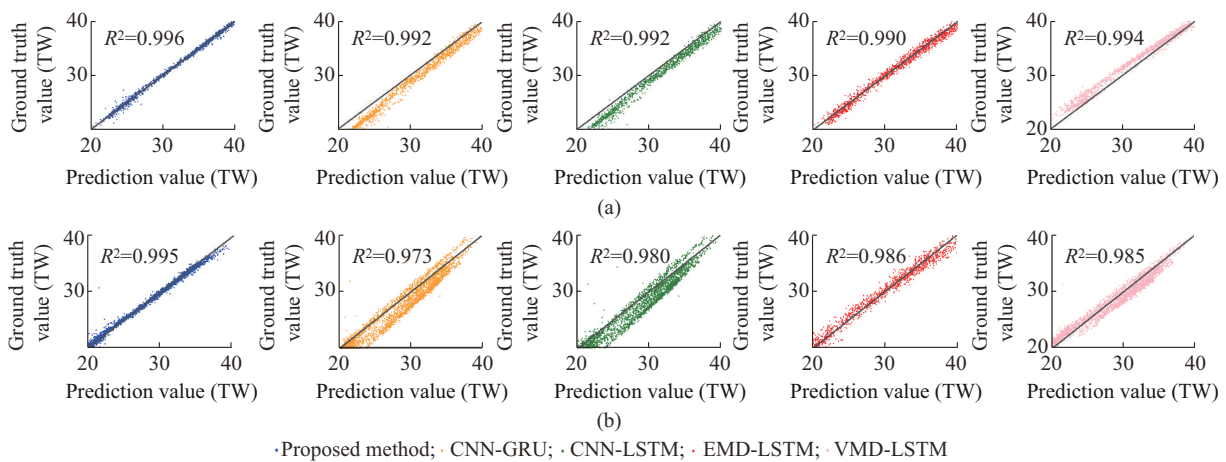 Ground truth value (TW)
40
30
R²=0.996
20 30 40
Prediction value (TW)
Ground truth value (TW)
40
30
R²=0.992
20 30 40
Prediction value (TW)
Ground truth value (TW)
40
30
R²=0.992
20 30 40
Prediction value (TW)
Ground truth value (TW)
40
30
R²=0.990
20 30 40
Prediction value (TW)
Ground truth value (TW)
40
30
20
R²=0.994
20 30 40
Prediction value (TW)
(a)
Ground truth value (TW)
40
30
R²=0.995
20 30 40
Prediction value (TW)
Ground truth value (TW)
40
30
R²=0.973
20 30 40
Prediction value (TW)
Ground truth value (TW)
40
30
R²=0.980
20 30 40
Prediction value (TW)
Ground truth value (TW)
40
30
R²=0.986
20 30 40
Prediction value (TW)
Ground truth value (TW)
40
30
20
R²=0.985
20 30 40
Prediction value (TW)
(b)
Proposed method; CNN-GRU; CNN-LSTM; EMD-LSTM; VMD-LSTM